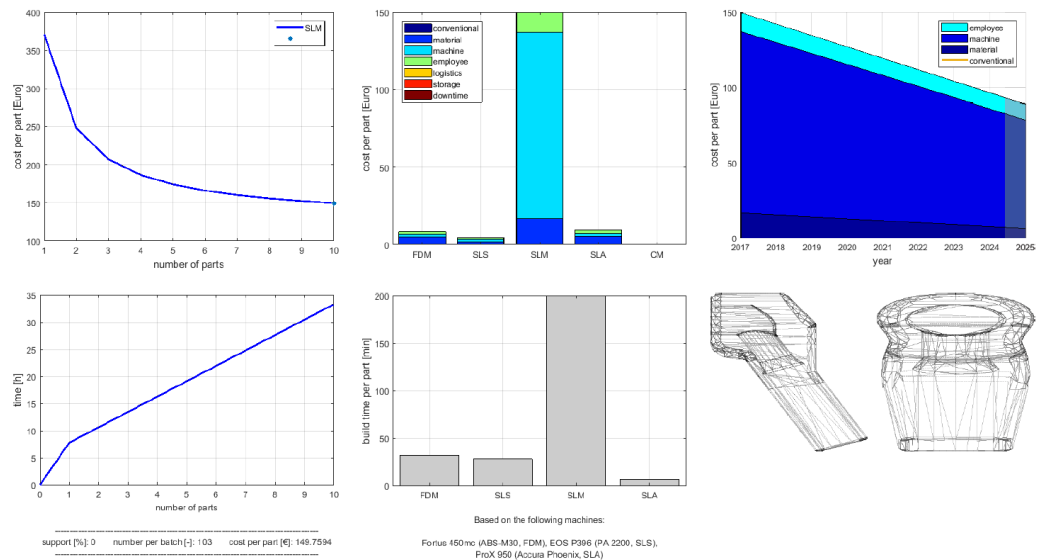 400
350
300
250
200
150
100
1 2 3 4 5 6 7 8 9 10
cost per part [Euro]
number of parts
SLM
150
100
50
0
cost per part [Euro]
FDM SLS SLM SLA CM
conventional
material
machine
employee
logistics
storage
downtime
150
100
50
0
cost per part [Euro]
2017 2018 2019 2020 2021 2022 2023 2024 2025
year
employee
machine
material
conventional
35
30
25
20
15
10
5
0
time [h]
0 1 2 3 4 5 6 7 8 9 10
number of parts
200
150
100
50
0
build time per part [min]
FDM SLS SLM SLA
support [%]: 0 number per batch [-]: 103 cost per part [€]: 149.7594
Based on the following machines:
Fortus 450mc (ABS-M30, FDM), EOS P396 (PA 2200, SLS),
ProX 950 (Accura Phoenix, SLA)